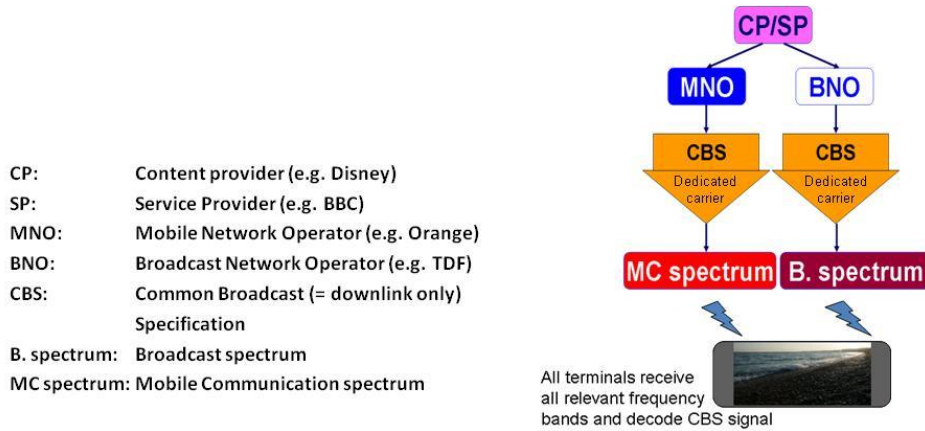 CP: Content provider (e.g. Disney)
SP: Service Provider (e.g. BBC)
MNO: Mobile Network Operator (e.g. Orange)
BNO: Broadcast Network Operator (e.g. TDF)
CBS: Common Broadcast (= downlink only)
Specification
B. spectrum: Broadcast spectrum
MC spectrum: Mobile Communication spectrum
CP/SP
MNO
BNO
CBS
Dedicated
carrier
CBS
Dedicated
carrier
MC spectrum
B. spectrum
All terminals receive
all relevant frequency
bands and decode CBS signal